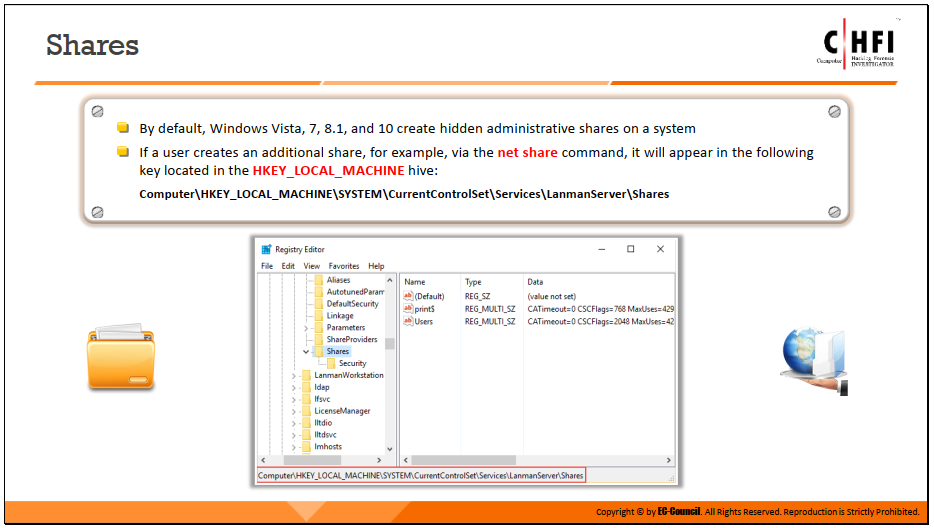 Shares
CHFI
Computer Hacking Forensic
INVESTIGATOR
By default, Windows Vista, 7, 8.1, and 10 create hidden administrative shares on a system
If a user creates an additional share, for example, via the net share command, it will appear in the following
key located in the HKEY_LOCAL_MACHINE hive:
Computer\HKEY_LOCAL_MACHINE\SYSTEM\CurrentControlSet\Services\LanmanServer\Shares
Registry Editor
File Edit View Favorites Help
Aliases
AutotunedParam
DefaultSecurity
Linkage
Parameters
ShareProviders
Shares
Security
LanmanWorkstation
ldap
lfsvc
LicenseManager
lltdio
lltdsvc
lmhosts
Name Type Data
(Default) REG_SZ (value not set)
print$ REG_MULTI_SZ CATimeout=0 CSCFlags=768 MaxUses=429
Users REG_MULTI_SZ CATimeout=0 CSCFlags=2048 MaxUses=42
Computer\HKEY_LOCAL_MACHINE\SYSTEM\CurrentControlSet\Services\LanmanServer\Shares
Copyright © by EC-Council. All Rights Reserved. Reproduction is Strictly Prohibited.